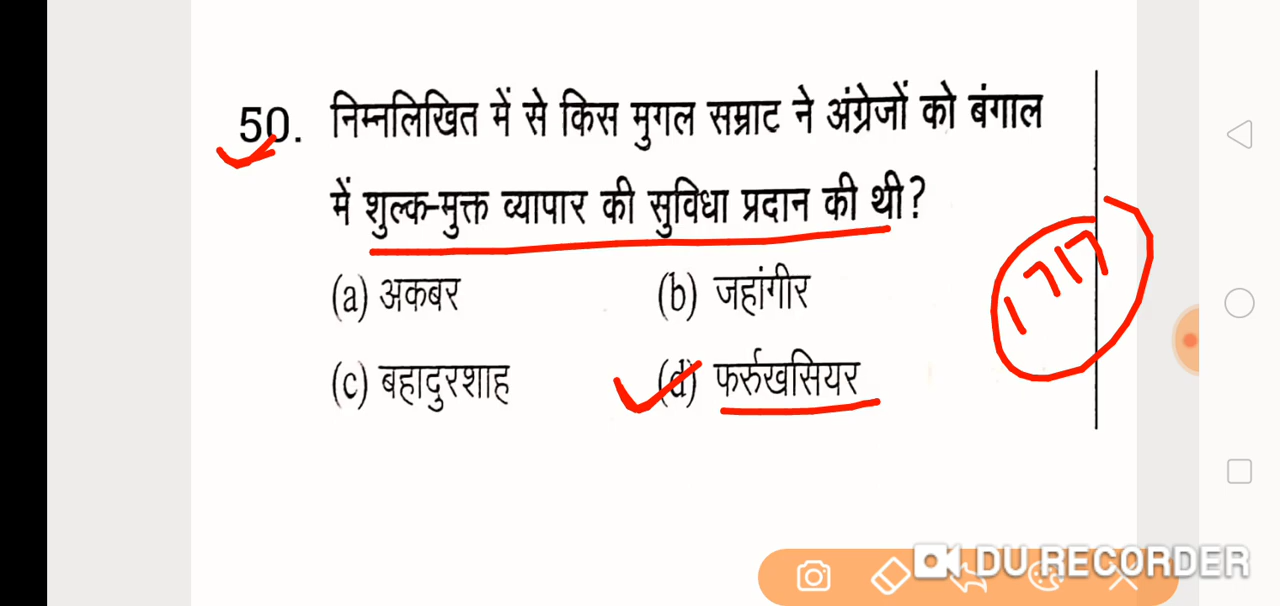 50. निम्नलिखित में से किस मुगल सम्राट ने अंग्रेजों को बंगाल
में शुल्क-मुक्त व्यापार की सुविधा प्रदान की थी?
(a) अकबर (b) जहांगीर
1717
(c) बहादुरशाह (d) फर्रुखसियर
DU RECORDER